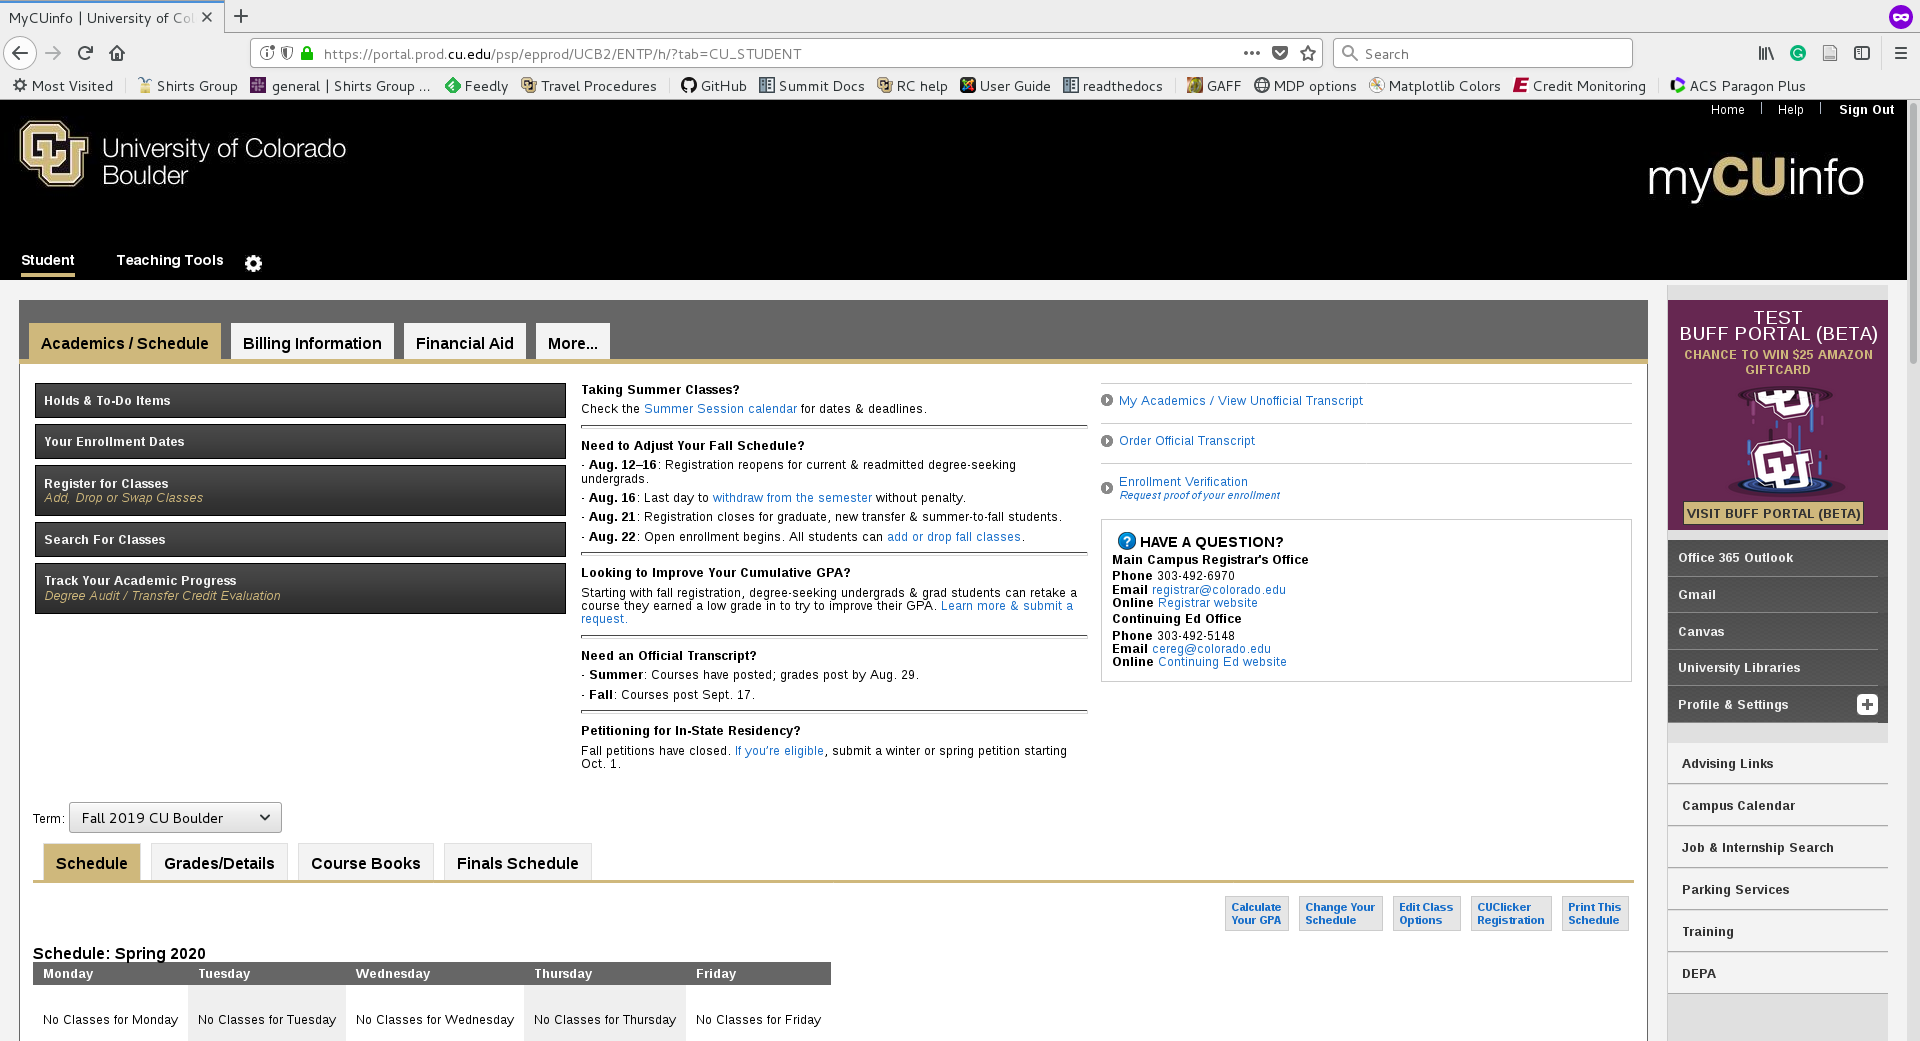 MyCUinfo | University of Col
https://portal.prod.cu.edu/psp/epprod/UCB2/ENTP/h/?tab=CU_STUDENT
Search
Most Visited
Shirts Group
general | Shirts Group ...
Feedly
Travel Procedures
GitHub
Summit Docs
RC help
User Guide
readthedocs
GAFF
MDP options
Matplotlib Colors
Credit Monitoring
ACS Paragon Plus
Home
Help
Sign Out
University of Colorado
Boulder
myCUinfo
Student
Teaching Tools
Academics / Schedule
Billing Information
Financial Aid
More...
Holds & To-Do Items
Your Enrollment Dates
Register for Classes
Add, Drop or Swap Classes
Search For Classes
Track Your Academic Progress
Degree Audit / Transfer Credit Evaluation
Taking Summer Classes?
Check the Summer Session calendar for dates & deadlines.
Need to Adjust Your Fall Schedule?
- Aug. 12–16: Registration reopens for current & readmitted degree-seeking
undergrads.
- Aug. 16: Last day to withdraw from the semester without penalty.
- Aug. 21: Registration closes for graduate, new transfer & summer-to-fall students.
- Aug. 22: Open enrollment begins. All students can add or drop fall classes.
Looking to Improve Your Cumulative GPA?
Starting with fall registration, degree-seeking undergrads & grad students can retake a
course they earned a low grade in to try to improve their GPA. Learn more & submit a
request.
Need an Official Transcript?
- Summer: Courses have posted; grades post by Aug. 29.
- Fall: Courses post Sept. 17.
Petitioning for In-State Residency?
Fall petitions have closed. If you're eligible, submit a winter or spring petition starting
Oct. 1.
My Academics / View Unofficial Transcript
Order Official Transcript
Enrollment Verification
Request proof of your enrollment
HAVE A QUESTION?
Main Campus Registrar's Office
Phone 303-492-6970
Email registrar@colorado.edu
Online Registrar website
Continuing Ed Office
Phone 303-492-5148
Email cereg@colorado.edu
Online Continuing Ed website
TEST
BUFF PORTAL (BETA)
CHANCE TO WIN $25 AMAZON
GIFTCARD
VISIT BUFF PORTAL (BETA)
Office 365 Outlook
Gmail
Canvas
University Libraries
Profile & Settings
Advising Links
Campus Calendar
Job & Internship Search
Parking Services
Training
DEPA
Term: Fall 2019 CU Boulder
Schedule
Grades/Details
Course Books
Finals Schedule
Calculate
Your GPA
Change Your
Schedule
Edit Class
Options
CUClicker
Registration
Print This
Schedule
Schedule: Spring 2020
Monday Tuesday Wednesday Thursday Friday
No Classes for Monday No Classes for Tuesday No Classes for Wednesday No Classes for Thursday No Classes for Friday